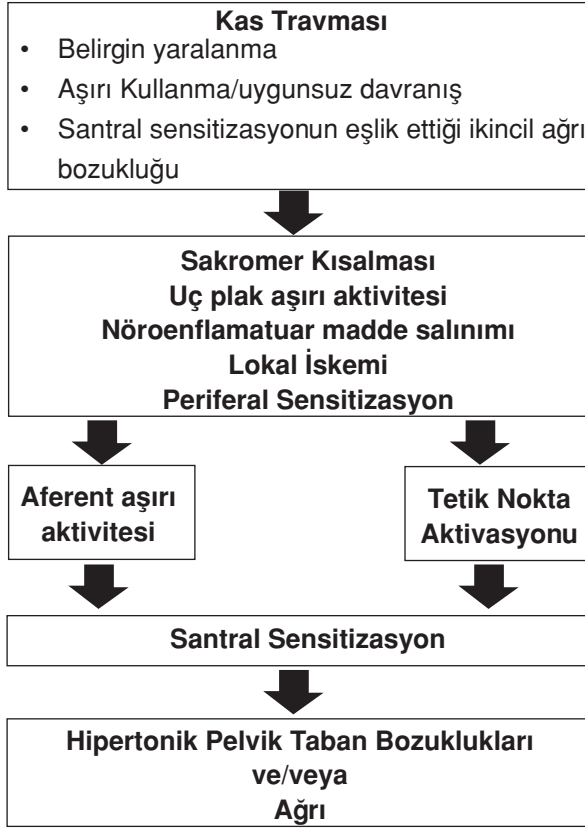 Kas Travması
• Belirgin yaralanma
• Aşırı Kullanma/uygunsuz davranış
• Santral sensitizasyonun eşlik ettiği ikincil ağrı
bozukluğu
Sakromer Kısalması
Uç plak aşırı aktivitesi
Nöroenflamatuar madde salınımı
Lokal İskemi
Periferal Sensitizasyon
Aferent aşırı
aktivitesi
Tetik Nokta
Aktivasyonu
Santral Sensitizasyon
Hipertonik Pelvik Taban Bozuklukları
ve/veya
Ağrı